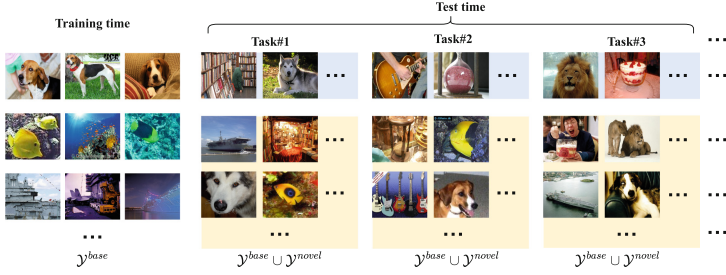 Test time
Training time
Task#1 Task#2 Task#3
... ... ... ...
... ... ...
... ... ... ...
... ... ... ...
... ... ... ... ...
𝒴^{base} 𝒴^{base} ∪ 𝒴^{novel} 𝒴^{base} ∪ 𝒴^{novel} 𝒴^{base} ∪ 𝒴^{novel}